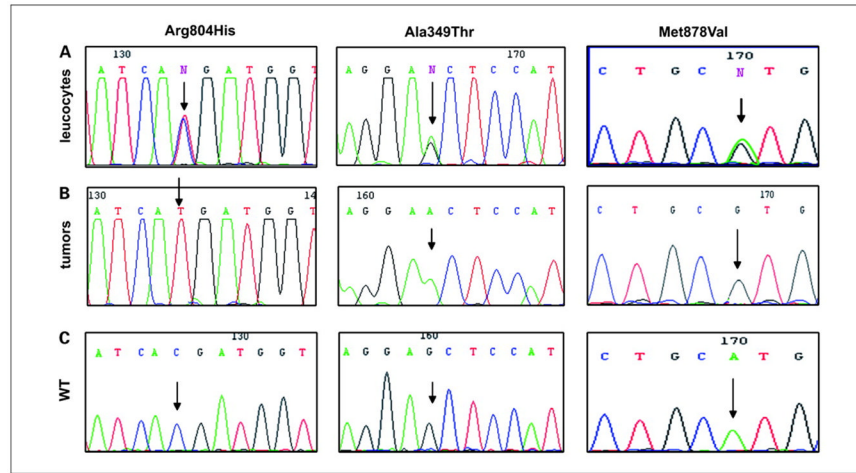 Arg804His Ala349Thr Met878Val
A leucocytes
130
A T C A N G A T G G T
170
A G G A N C T C C A T
170
C T G C N T G
B tumors
130 14
A T C A T G A T G G T
160
A G G A A C T C C A T
170
C T G C G T G
C WT
130
A T C A C G A T G G T
160
A G G A G C T C C A T
170
C T G C A T G